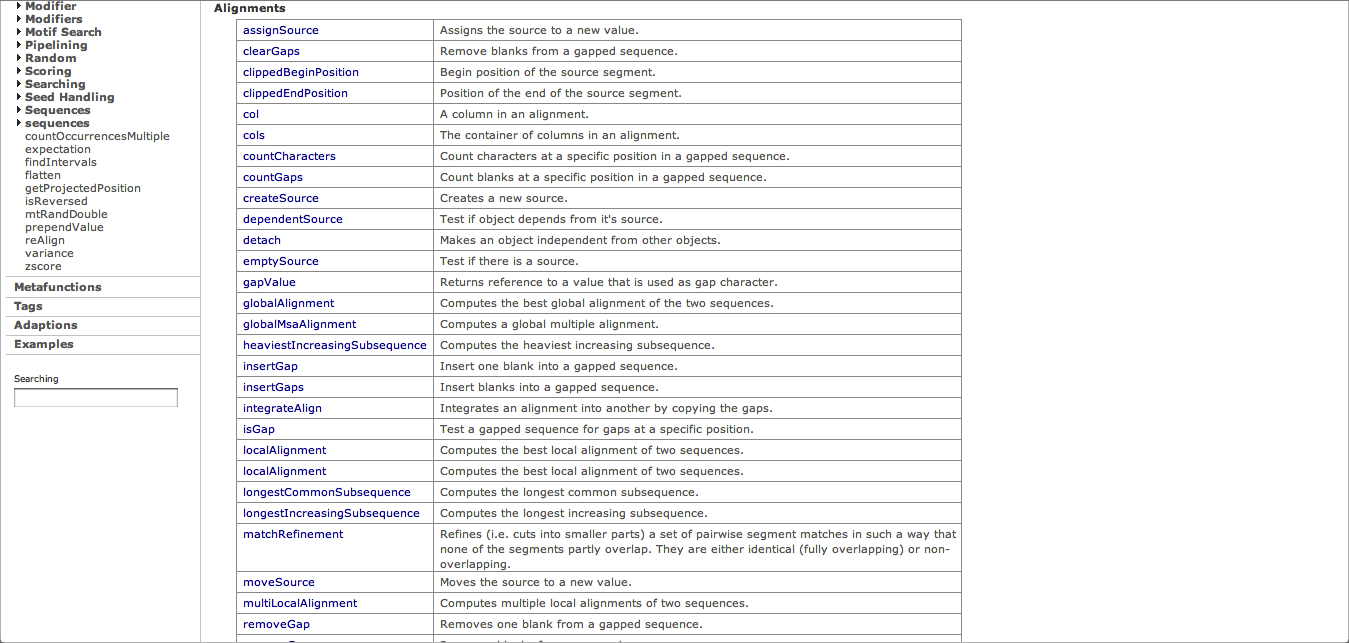 Modifier
Modifiers
Motif Search
Pipelining
Random
Scoring
Searching
Seed Handling
Sequences
sequences
countOccurrencesMultiple
expectation
findIntervals
flatten
getProjectedPosition
isReversed
mtRandDouble
prependValue
reAlign
variance
zscore
Metafunctions
Tags
Adaptions
Examples
Searching
Alignments
assignSource Assigns the source to a new value.
clearGaps Remove blanks from a gapped sequence.
clippedBeginPosition Begin position of the source segment.
clippedEndPosition Position of the end of the source segment.
col A column in an alignment.
cols The container of columns in an alignment.
countCharacters Count characters at a specific position in a gapped sequence.
countGaps Count blanks at a specific position in a gapped sequence.
createSource Creates a new source.
dependentSource Test if object depends from it's source.
detach Makes an object independent from other objects.
emptySource Test if there is a source.
gapValue Returns reference to a value that is used as gap character.
globalAlignment Computes the best global alignment of the two sequences.
globalMsaAlignment Computes a global multiple alignment.
heaviestIncreasingSubsequence Computes the heaviest increasing subsequence.
insertGap Insert one blank into a gapped sequence.
insertGaps Insert blanks into a gapped sequence.
integrateAlign Integrates an alignment into another by copying the gaps.
isGap Test a gapped sequence for gaps at a specific position.
localAlignment Computes the best local alignment of two sequences.
localAlignment Computes the best local alignment of two sequences.
longestCommonSubsequence Computes the longest common subsequence.
longestIncreasingSubsequence Computes the longest increasing subsequence.
matchRefinement Refines (i.e. cuts into smaller parts) a set of pairwise segment matches in such a way that
none of the segments partly overlap. They are either identical (fully overlapping) or non-
overlapping.
moveSource Moves the source to a new value.
multiLocalAlignment Computes multiple local alignments of two sequences.
removeGap Removes one blank from a gapped sequence.